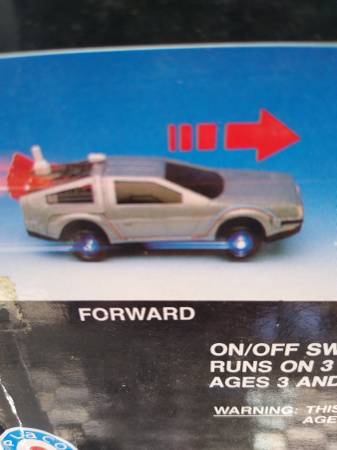 FORWARD
ON/OFF SW
RUNS ON 3
AGES 3 AND
WARNING: THIS
AGE